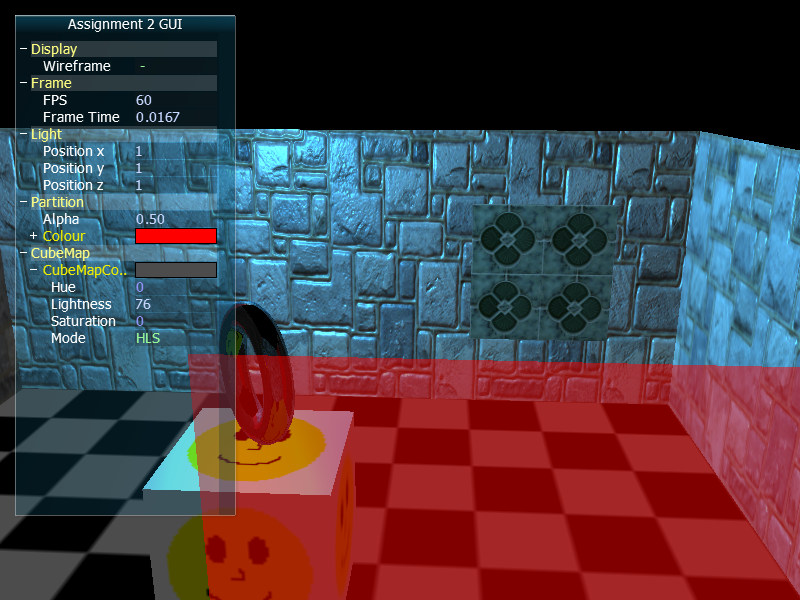 Assignment 2 GUI
− Display
Wireframe -
− Frame
FPS 60
Frame Time 0.0167
− Light
Position x 1
Position y 1
Position z 1
− Partition
Alpha 0.50
+ Colour
− CubeMap
− CubeMapCo..
Hue 0
Lightness 76
Saturation 0
Mode HLS